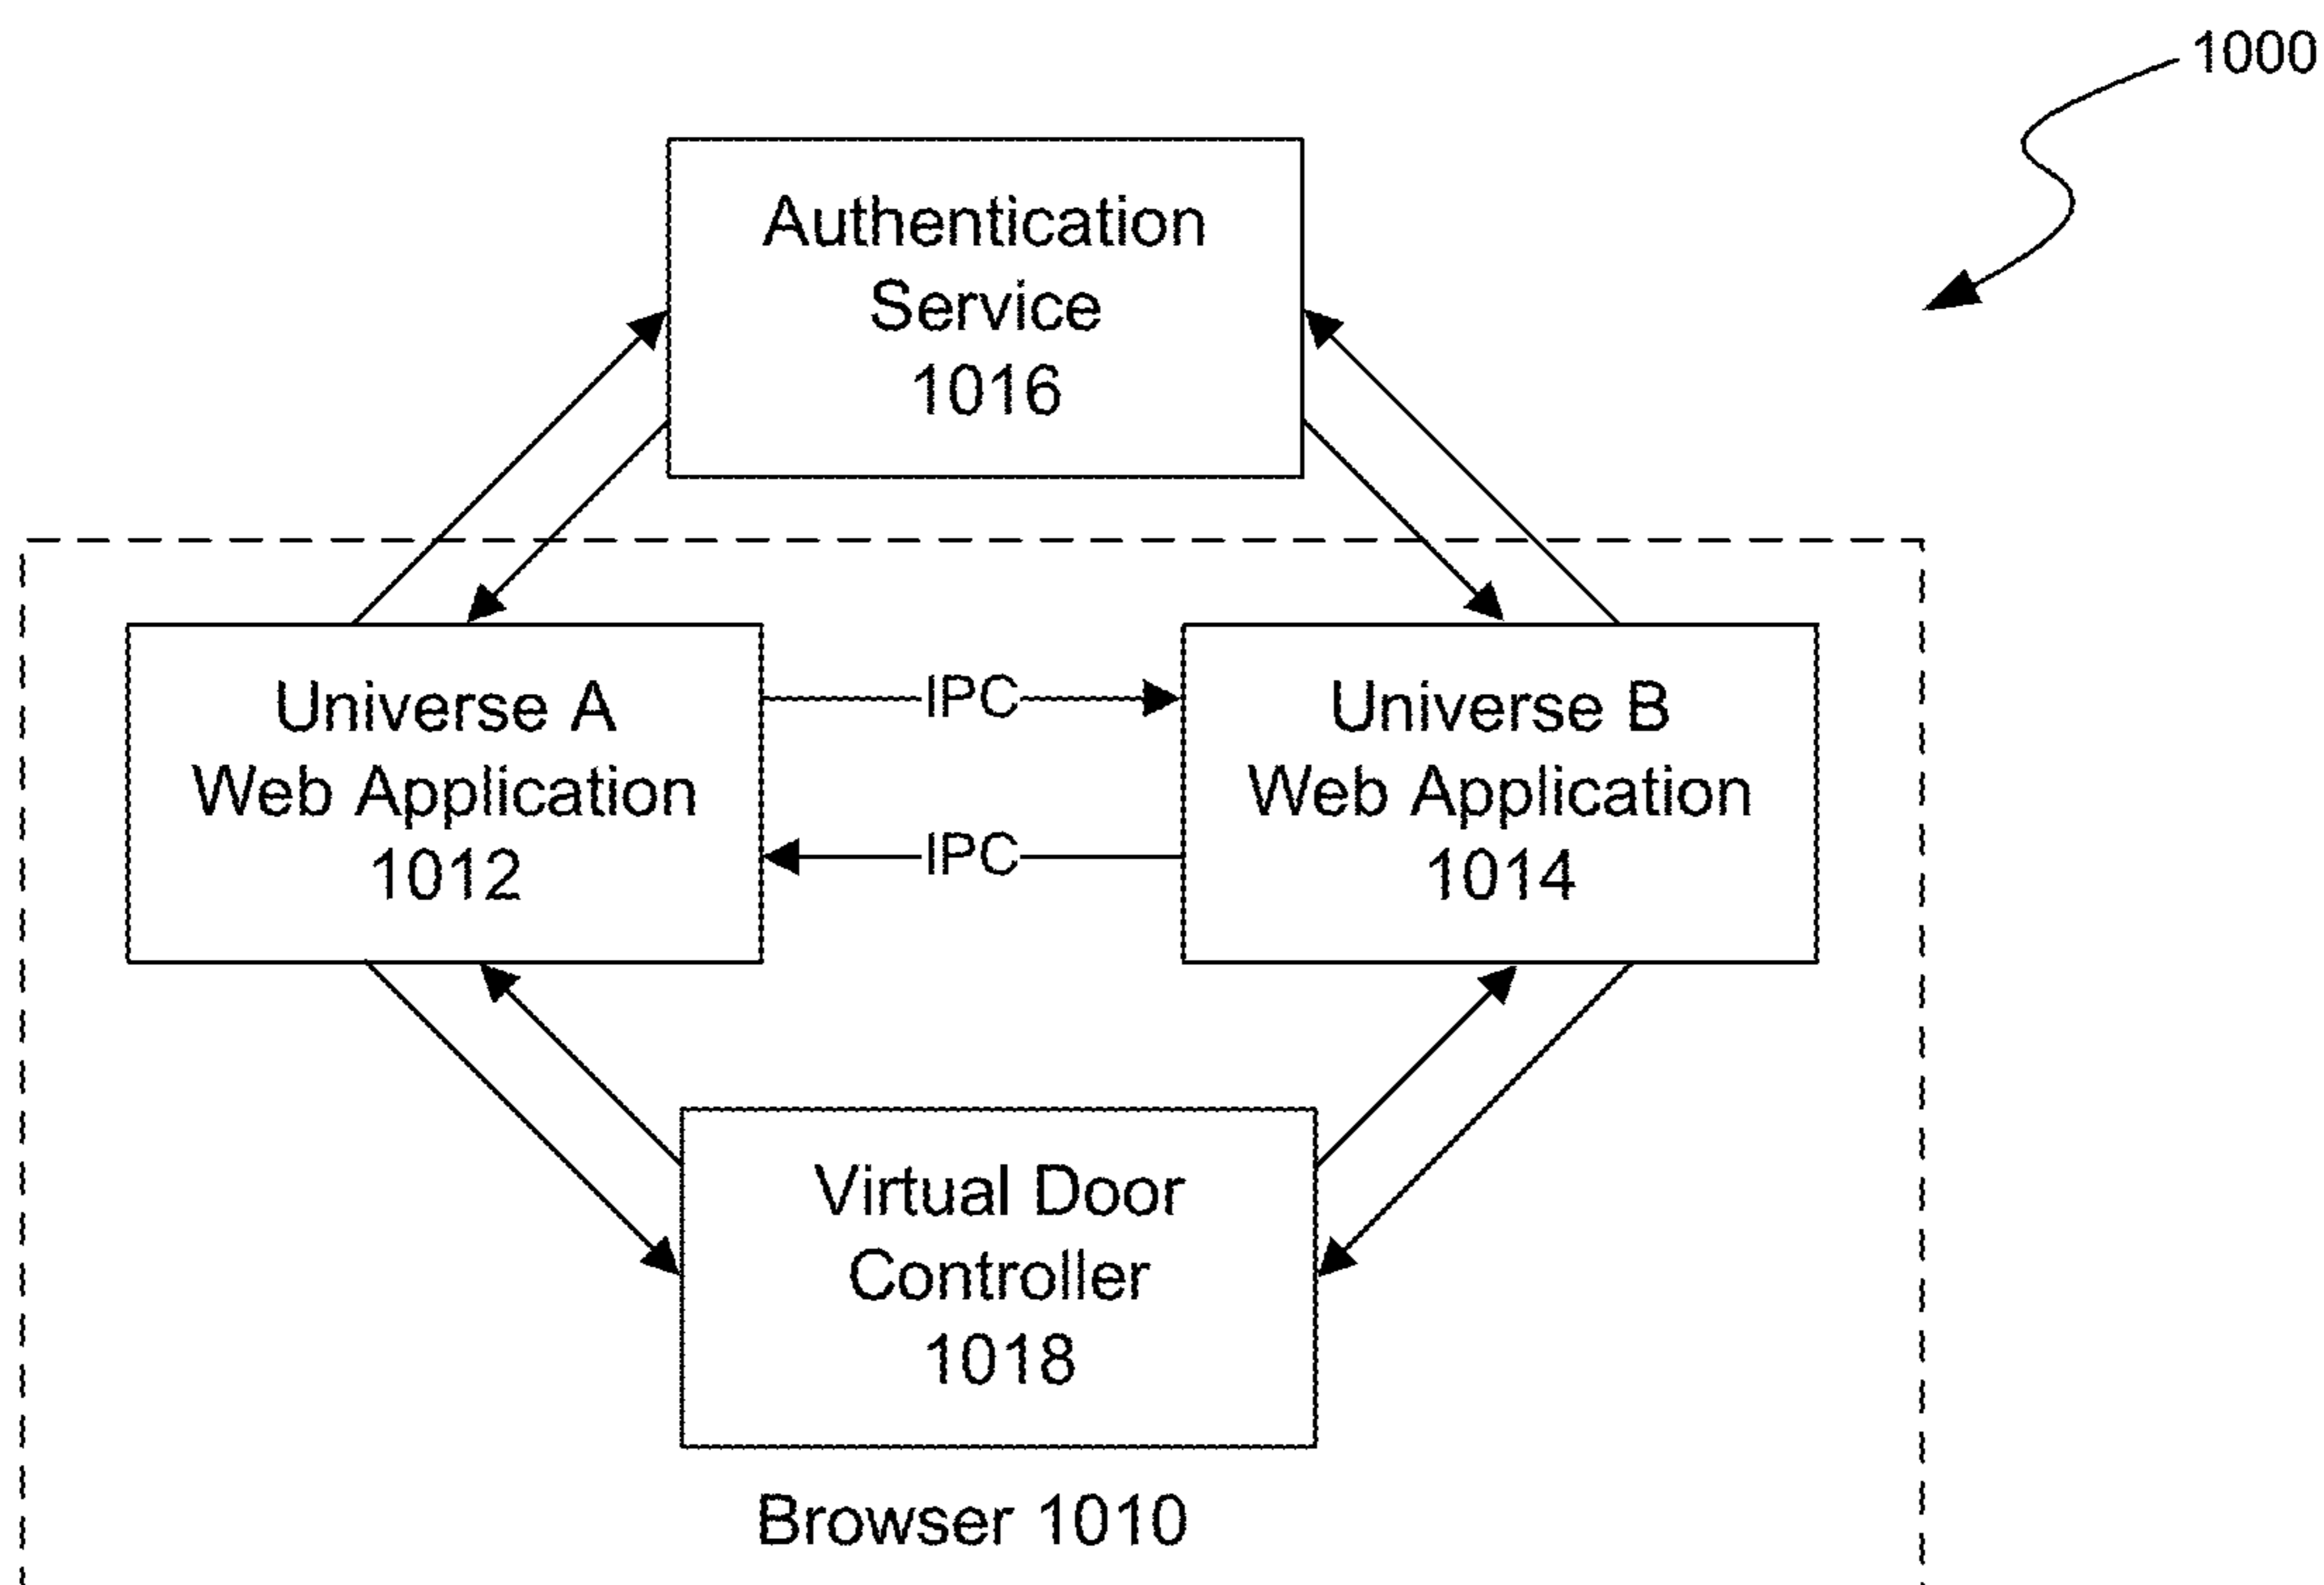 1000
Authentication
Service
1016
Universe A
Web Application
1012
IPC
IPC
Universe B
Web Application
1014
Virtual Door
Controller
1018
Browser 1010